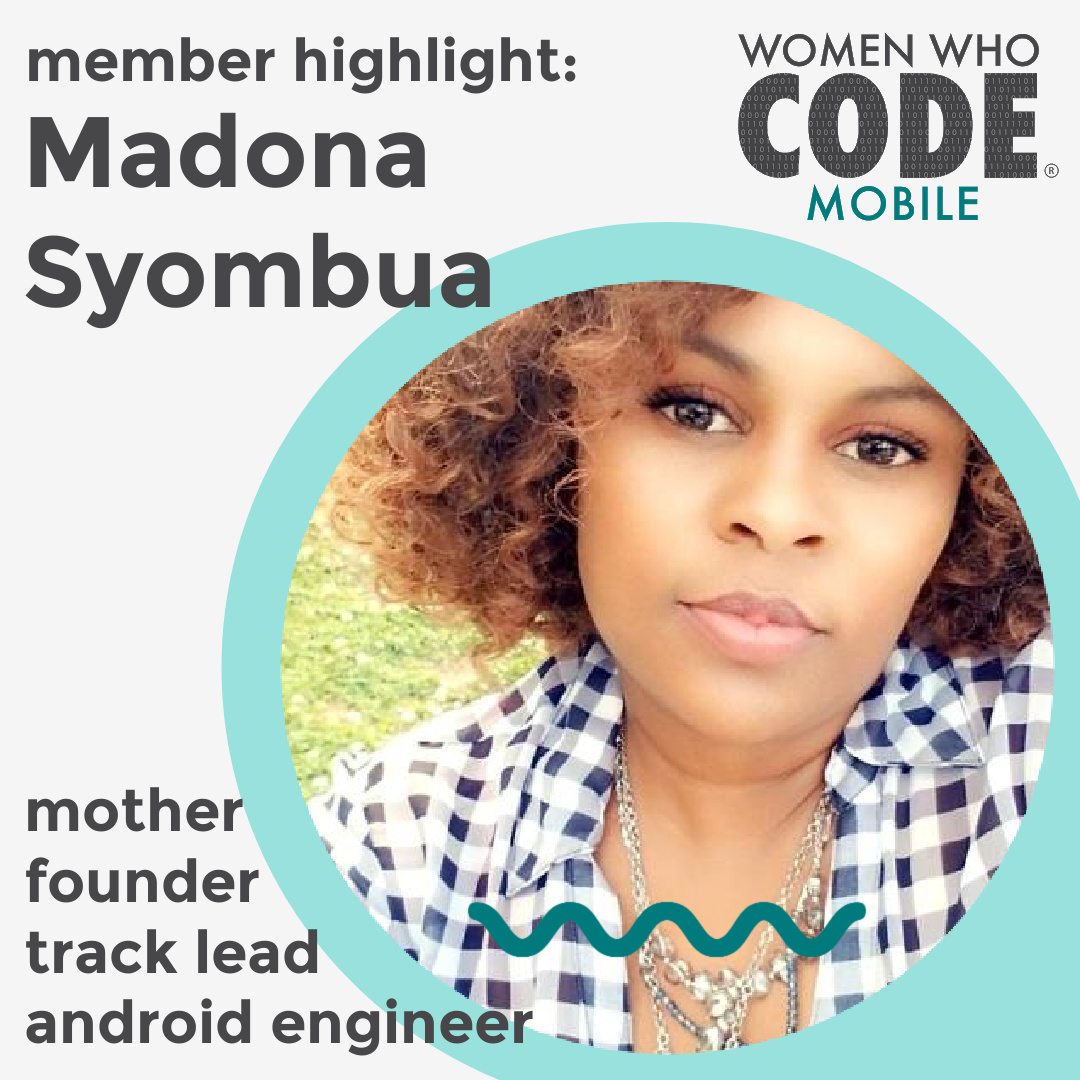 member highlight:
Madona
Syombua
WOMEN WHO
CODE®
MOBILE
mother
founder
track lead
android engineer